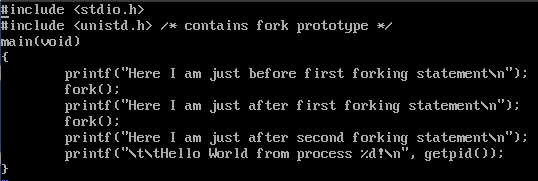 #include <stdio.h>
#include <unistd.h> /* contains fork prototype */
main(void)
{
        printf("Here I am just before first forking statement\n");
        fork();
        printf("Here I am just after first forking statement\n");
        fork();
        printf("Here I am just after second forking statement\n");
        printf("\t\tHello World from process %d!\n", getpid());
}